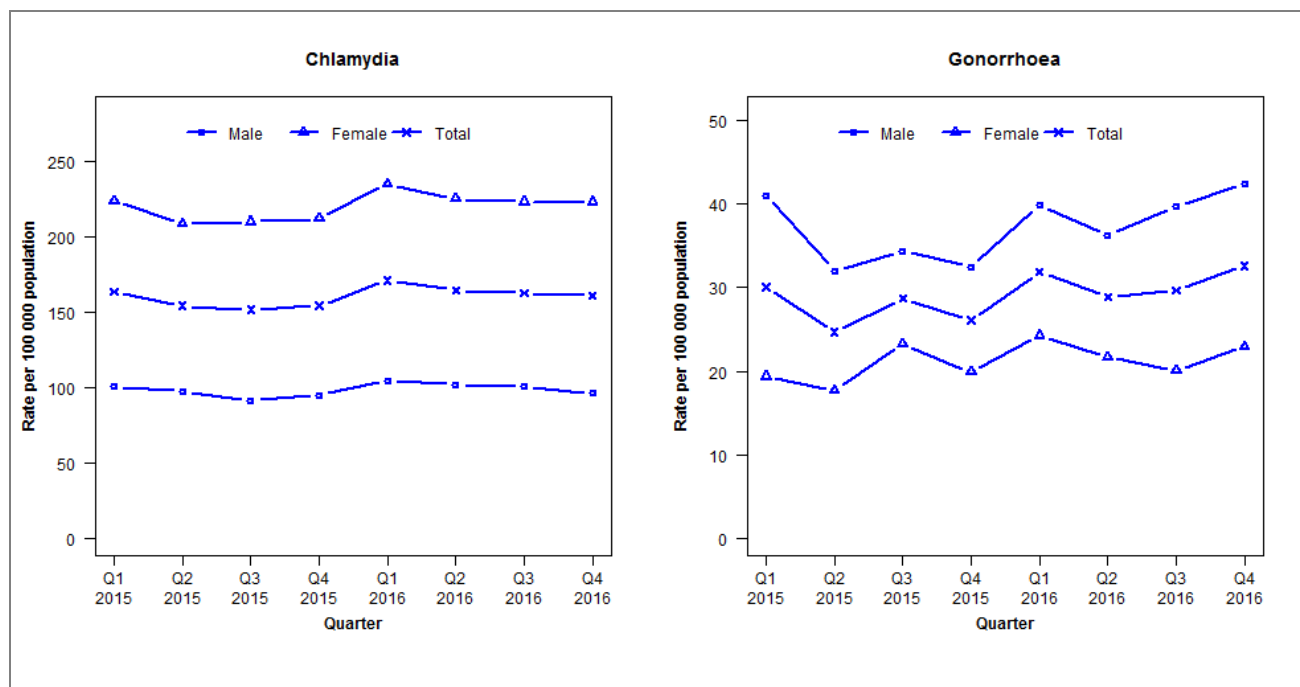 Chlamydia
Male Female Total
Rate per 100 000 population
250
200
150
100
50
0
Q1 Q2 Q3 Q4 Q1 Q2 Q3 Q4
2015 2015 2015 2015 2016 2016 2016 2016
Quarter
Gonorrhoea
Male Female Total
Rate per 100 000 population
50
40
30
20
10
0
Q1 Q2 Q3 Q4 Q1 Q2 Q3 Q4
2015 2015 2015 2015 2016 2016 2016 2016
Quarter